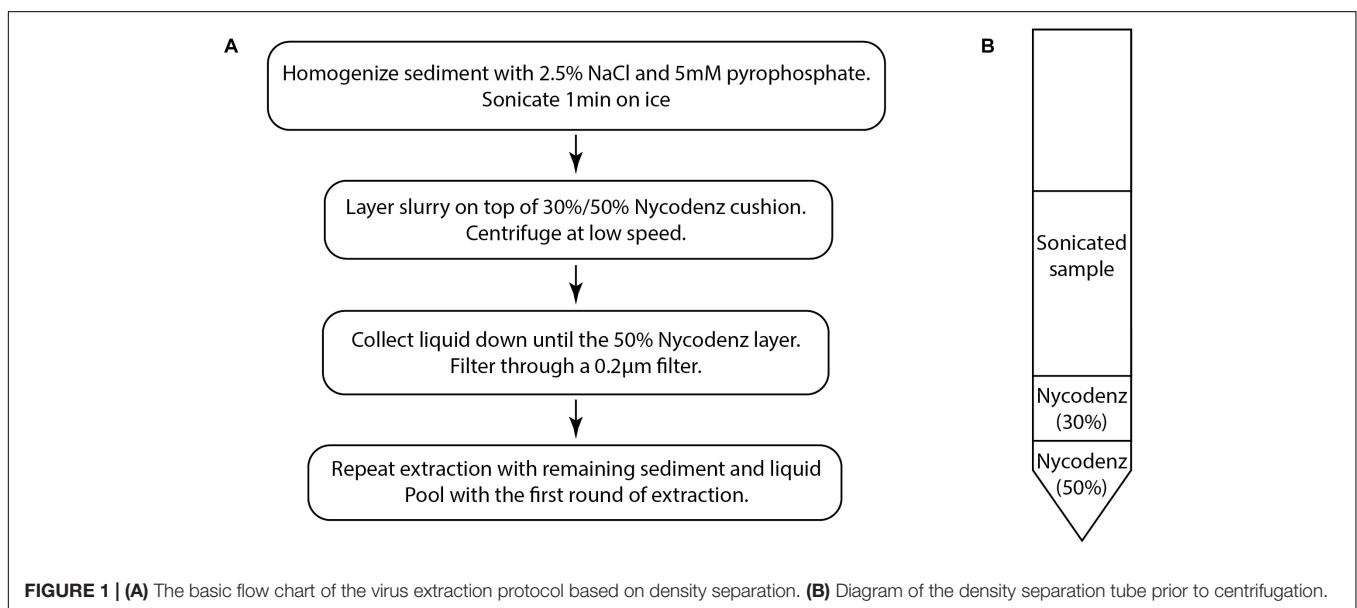 A
Homogenize sediment with 2.5% NaCl and 5mM pyrophosphate.
Sonicate 1min on ice
Layer slurry on top of 30%/50% Nycodenz cushion.
Centrifuge at low speed.
Collect liquid down until the 50% Nycodenz layer.
Filter through a 0.2µm filter.
Repeat extraction with remaining sediment and liquid
Pool with the first round of extraction.
B
Sonicated
sample
Nycodenz
(30%)
Nycodenz
(50%)
FIGURE 1 | (A) The basic flow chart of the virus extraction protocol based on density separation. (B) Diagram of the density separation tube prior to centrifugation.